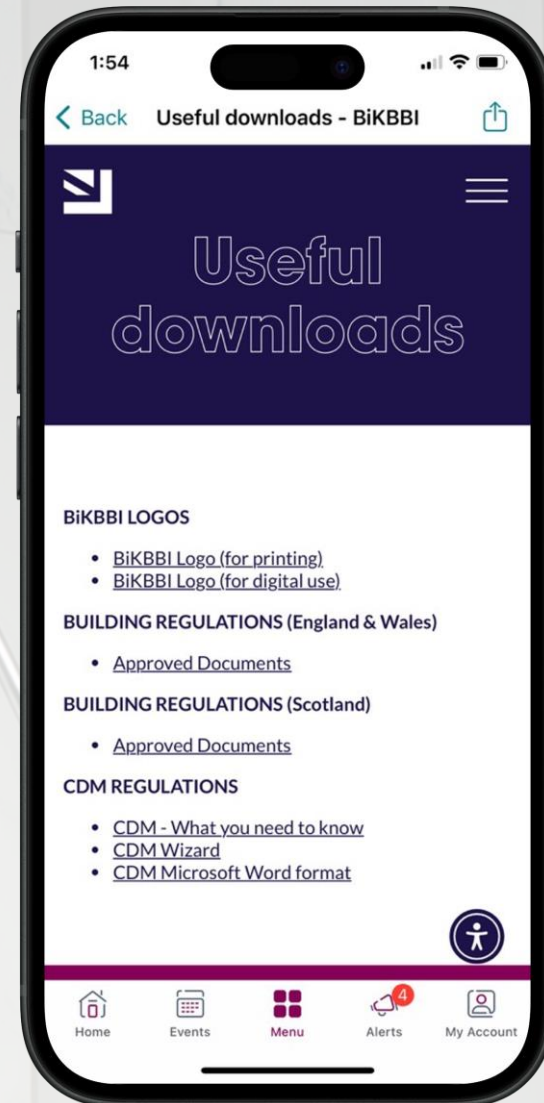 1:54
Back Useful downloads - BiKBBI
Useful
downloads
BiKBBI LOGOS
• BiKBBI Logo (for printing)
• BiKBBI Logo (for digital use)
BUILDING REGULATIONS (England & Wales)
• Approved Documents
BUILDING REGULATIONS (Scotland)
• Approved Documents
CDM REGULATIONS
• CDM - What you need to know
• CDM Wizard
• CDM Microsoft Word format
4
Home Events Menu Alerts My Account